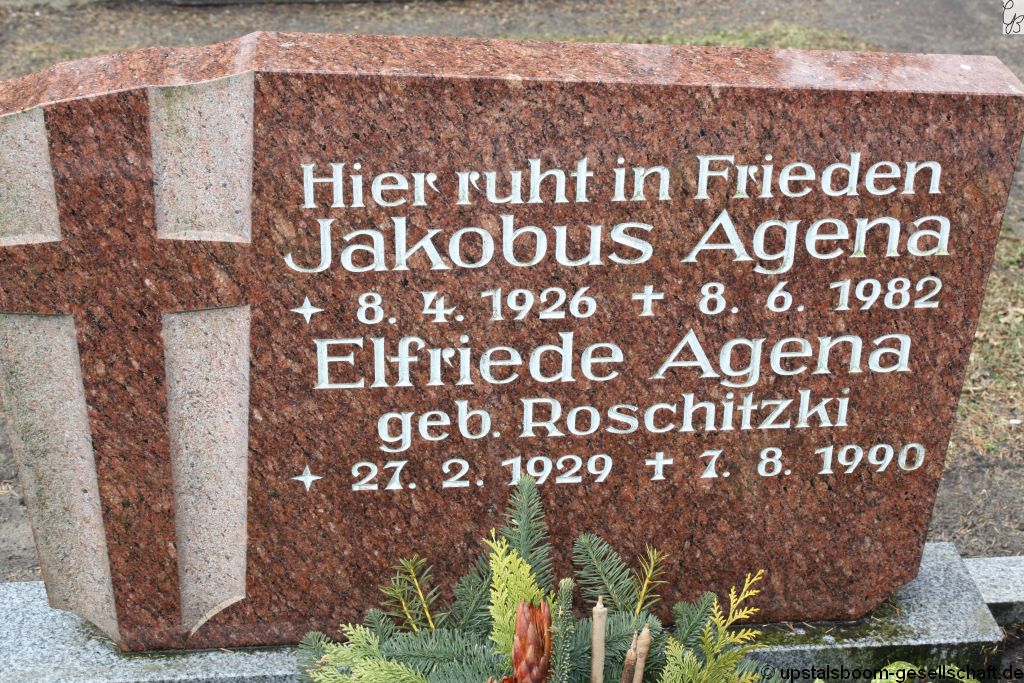 Hier ruht in Frieden
Jakobus Agena
8. 4. 1926 ✝ 8. 6. 1982
Elfriede Agena
geb. Roschitzki
27. 2. 1929 ✝ 7. 8. 1990
© upstalsboom-gesellschaft.de